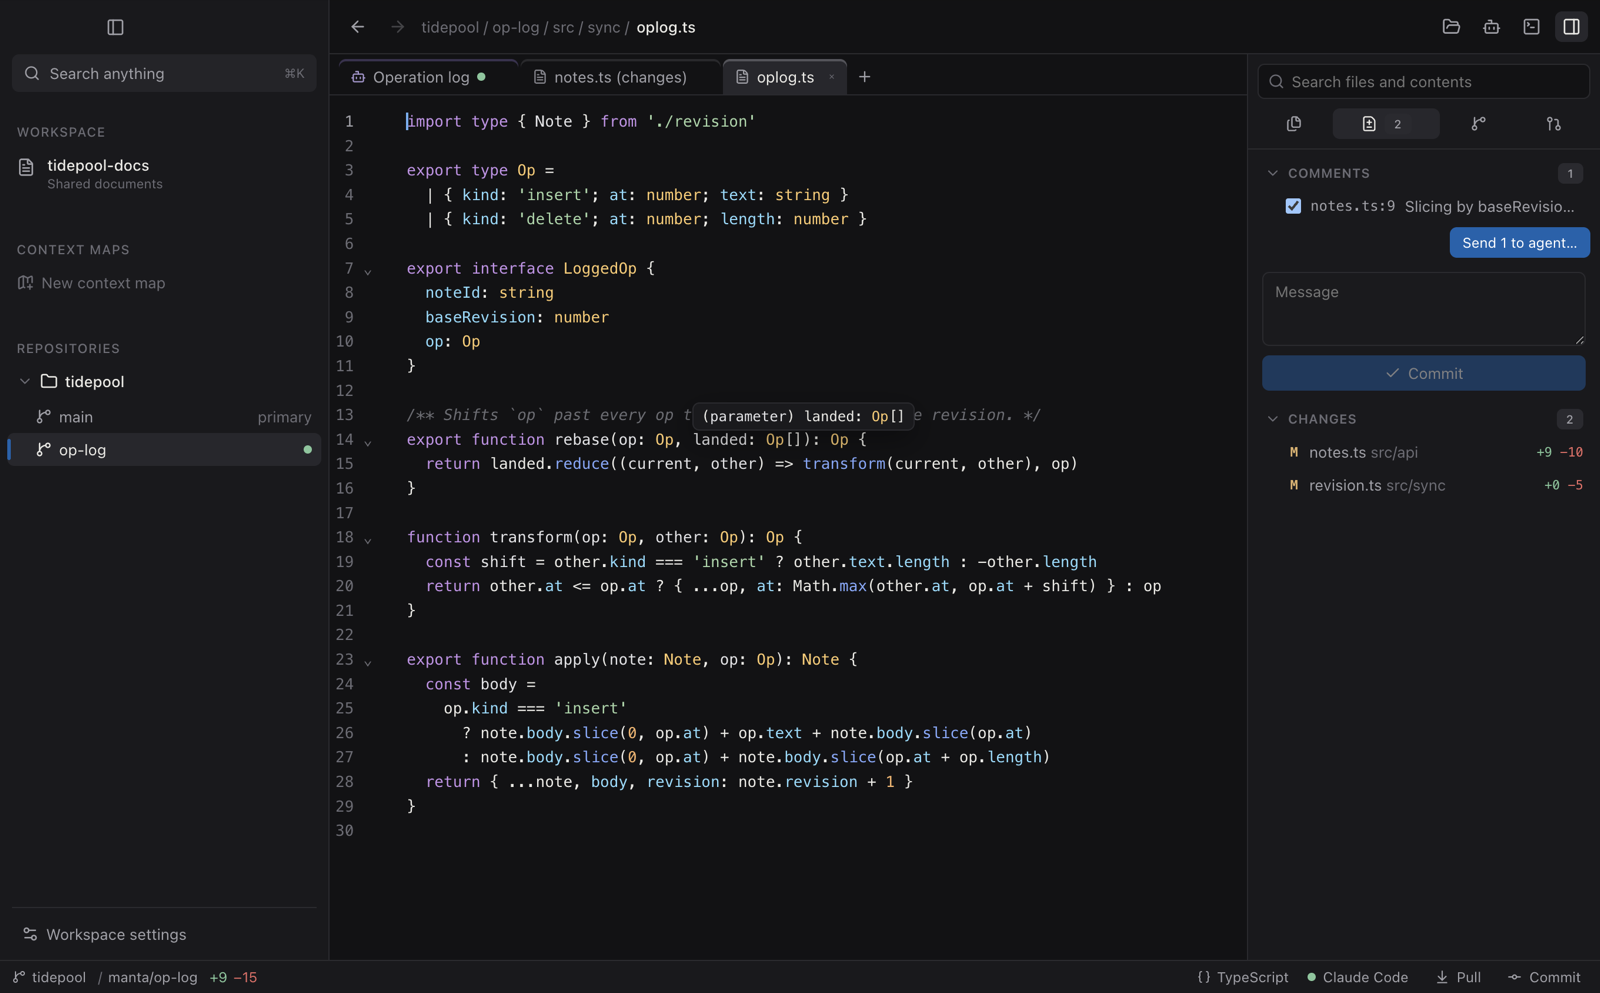 Search anything ⌘K
WORKSPACE
tidepool-docs
Shared documents
CONTEXT MAPS
New context map
REPOSITORIES
tidepool
main primary
op-log
Workspace settings
tidepool / op-log / src / sync / oplog.ts
Operation log
notes.ts (changes)
oplog.ts ×
+
1 import type { Note } from './revision'
2
3 export type Op =
4 | { kind: 'insert'; at: number; text: string }
5 | { kind: 'delete'; at: number; length: number }
6
7 export interface LoggedOp {
8 noteId: string
9 baseRevision: number
10 op: Op
11 }
12
13 /** Shifts `op` past every op t
(parameter) landed: Op[]
e revision. */
14 export function rebase(op: Op, landed: Op[]): Op {
15 return landed.reduce((current, other) => transform(current, other), op)
16 }
17
18 function transform(op: Op, other: Op): Op {
19 const shift = other.kind === 'insert' ? other.text.length : -other.length
20 return other.at <= op.at ? { ...op, at: Math.max(other.at, op.at + shift) } : op
21 }
22
23 export function apply(note: Note, op: Op): Note {
24 const body =
25 op.kind === 'insert'
26 ? note.body.slice(0, op.at) + op.text + note.body.slice(op.at)
27 : note.body.slice(0, op.at) + note.body.slice(op.at + op.length)
28 return { ...note, body, revision: note.revision + 1 }
29 }
30
Search files and contents
2
COMMENTS 1
notes.ts:9 Slicing by baseRevisio...
Send 1 to agent...
Message
Commit
CHANGES 2
M notes.ts src/api +9 −10
M revision.ts src/sync +0 −5
tidepool / manta/op-log +9 −15
{} TypeScript
Claude Code
Pull
Commit